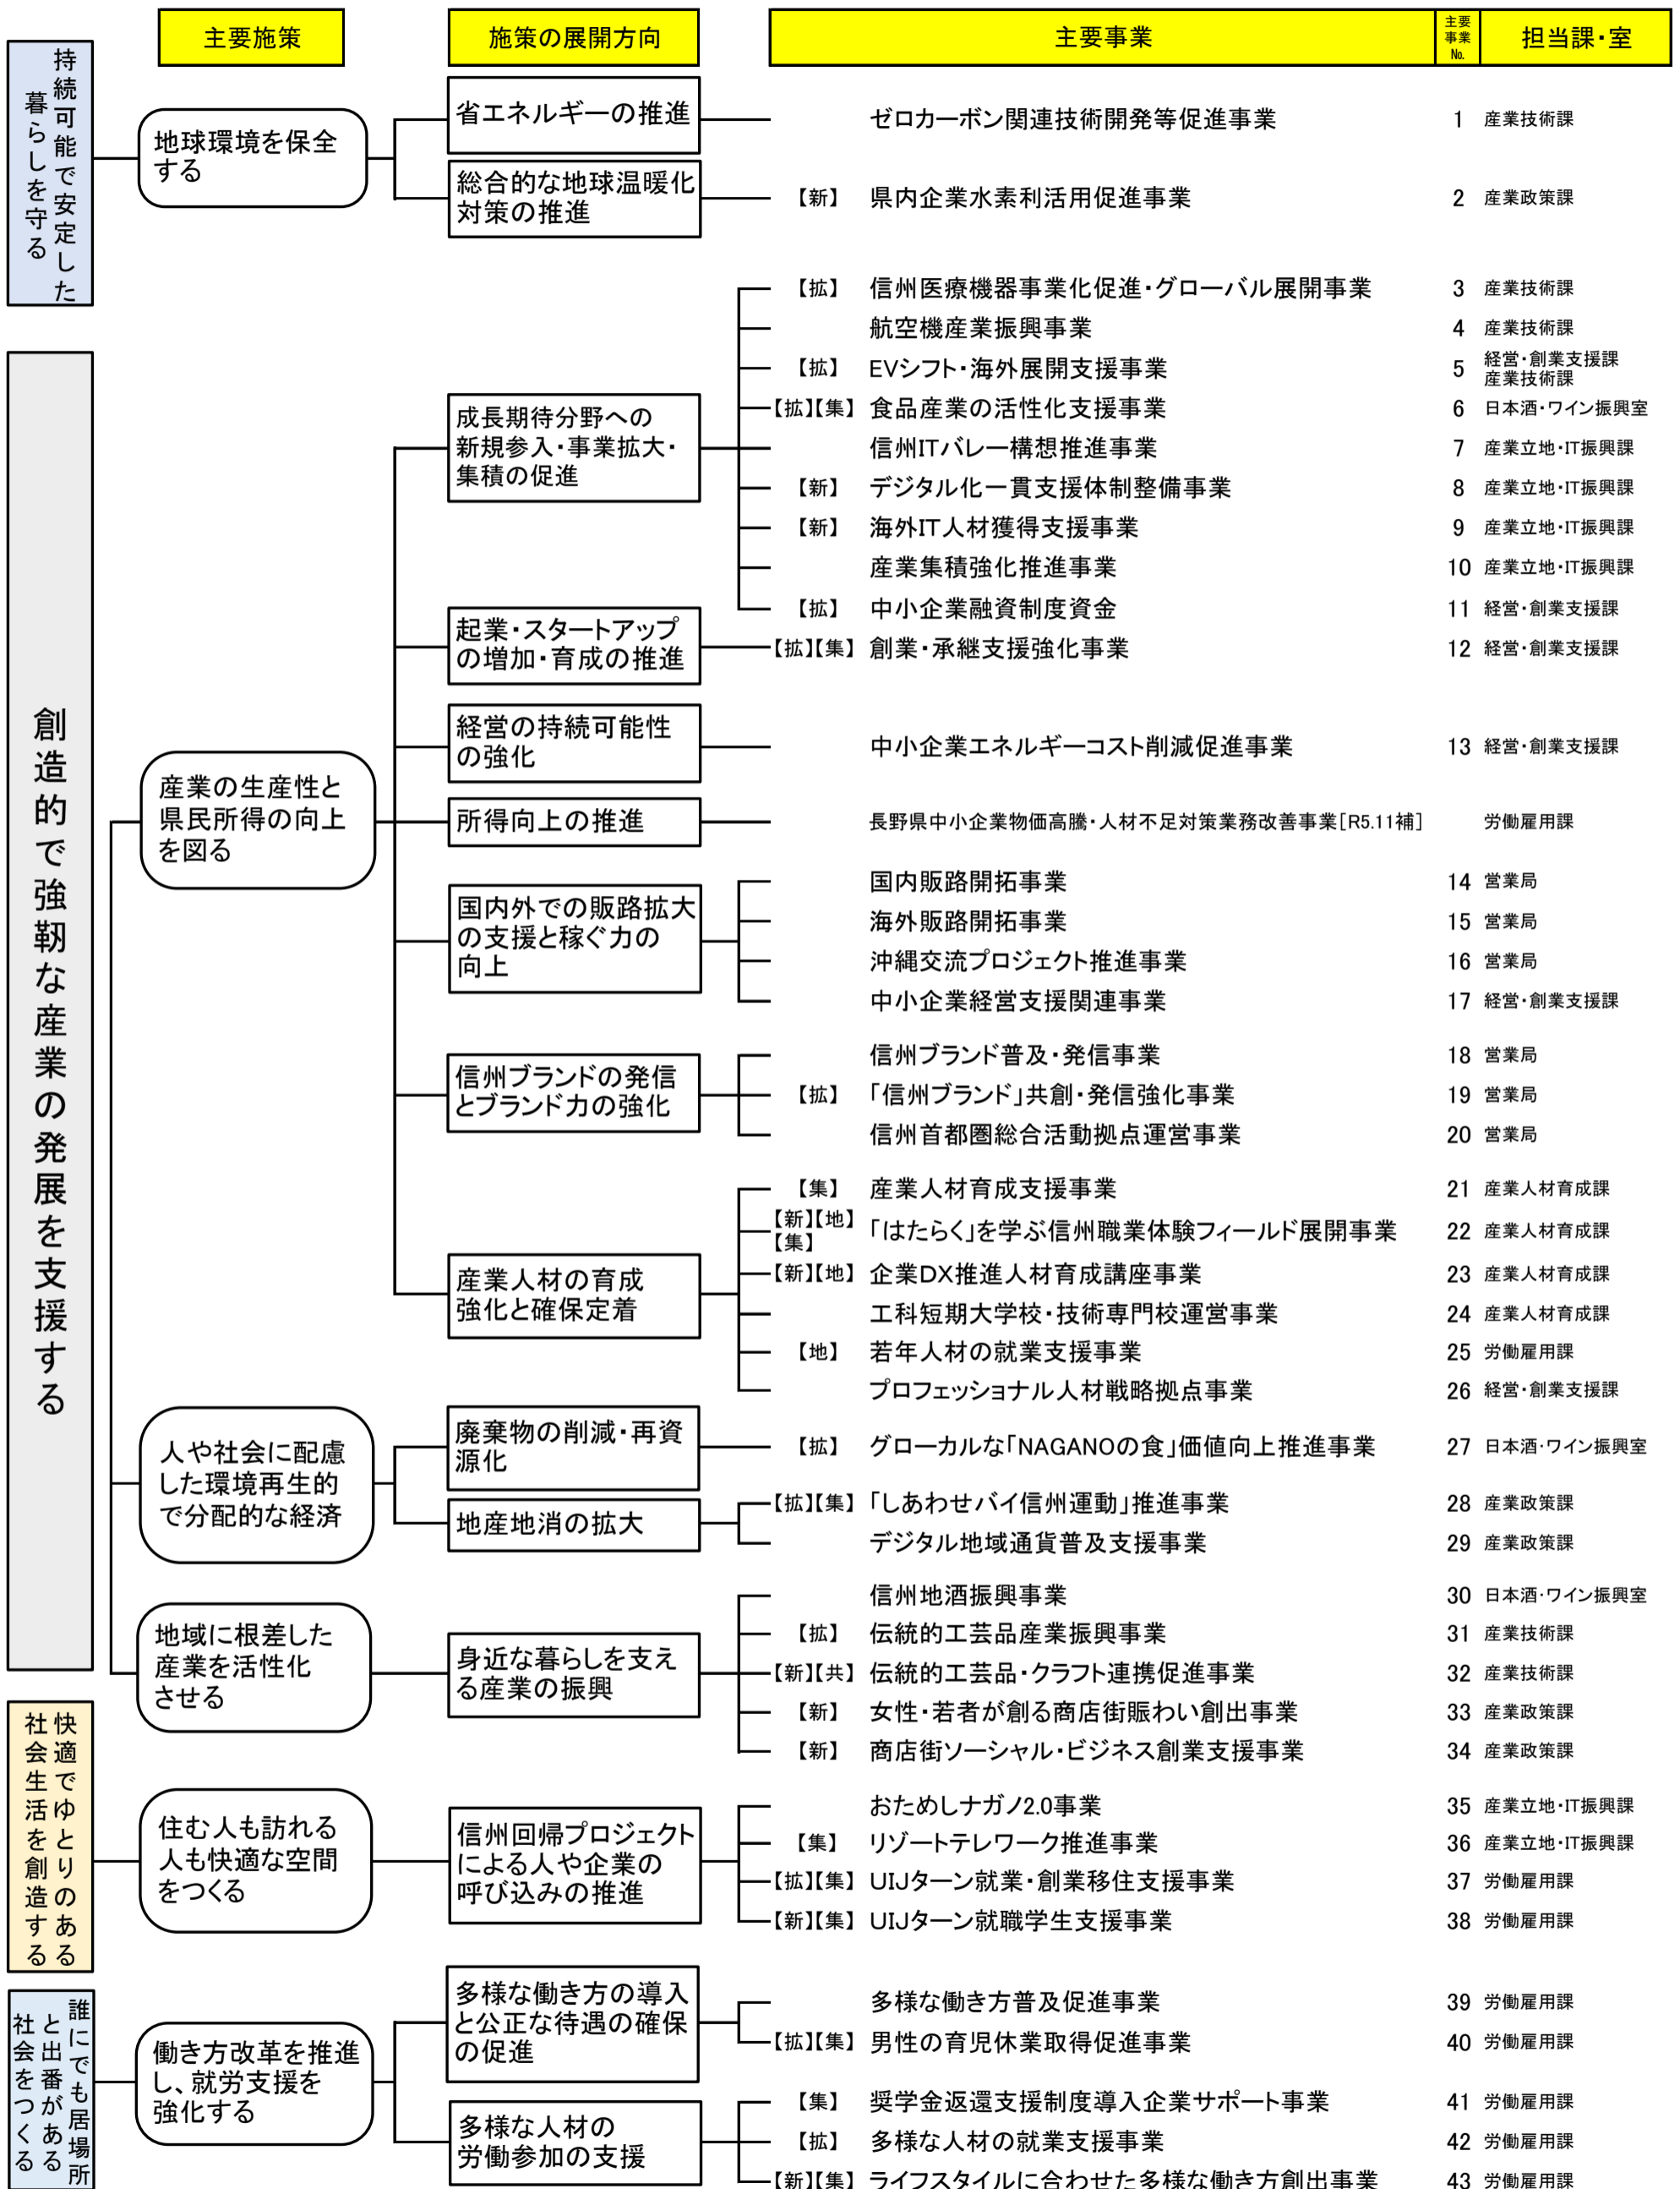 主要施策
施策の展開方向
主要事業
主要
事業
No.
担当課・室
持続可能で安定した
暮らしを守る
地球環境を保全
する
省エネルギーの推進
ゼロカーボン関連技術開発等促進事業 1 産業技術課
総合的な地球温暖化
対策の推進
【新】 県内企業水素利活用促進事業 2 産業政策課
創造的で強靭な産業の発展を支援する
産業の生産性と
県民所得の向上
を図る
成長期待分野への
新規参入・事業拡大・
集積の促進
【拡】 信州医療機器事業化促進・グローバル展開事業 3 産業技術課
航空機産業振興事業 4 産業技術課
【拡】 EVシフト・海外展開支援事業 5 経営・創業支援課
産業技術課
【拡】【集】 食品産業の活性化支援事業 6 日本酒・ワイン振興室
信州ITバレー構想推進事業 7 産業立地・IT振興課
【新】 デジタル化一貫支援体制整備事業 8 産業立地・IT振興課
【新】 海外IT人材獲得支援事業 9 産業立地・IT振興課
産業集積強化推進事業 10 産業立地・IT振興課
【拡】 中小企業融資制度資金 11 経営・創業支援課
起業・スタートアップ
の増加・育成の推進
【拡】【集】 創業・承継支援強化事業 12 経営・創業支援課
経営の持続可能性
の強化
中小企業エネルギーコスト削減促進事業 13 経営・創業支援課
所得向上の推進
長野県中小企業物価高騰・人材不足対策業務改善事業［R5.11補］ 労働雇用課
国内外での販路拡大
の支援と稼ぐ力の
向上
国内販路開拓事業 14 営業局
海外販路開拓事業 15 営業局
沖縄交流プロジェクト推進事業 16 営業局
中小企業経営支援関連事業 17 経営・創業支援課
信州ブランドの発信
とブランド力の強化
信州ブランド普及・発信事業 18 営業局
【拡】 「信州ブランド」共創・発信強化事業 19 営業局
信州首都圏総合活動拠点運営事業 20 営業局
産業人材の育成
強化と確保定着
【集】 産業人材育成支援事業 21 産業人材育成課
【新】【地】
【集】 「はたらく」を学ぶ信州職業体験フィールド展開事業 22 産業人材育成課
【新】【地】 企業DX推進人材育成講座事業 23 産業人材育成課
工科短期大学校・技術専門校運営事業 24 産業人材育成課
【地】 若年人材の就業支援事業 25 労働雇用課
プロフェッショナル人材戦略拠点事業 26 経営・創業支援課
人や社会に配慮
した環境再生的
で分配的な経済
廃棄物の削減・再資
源化
【拡】 グローカルな「NAGANOの食」価値向上推進事業 27 日本酒・ワイン振興室
地産地消の拡大
【拡】【集】 「しあわせバイ信州運動」推進事業 28 産業政策課
デジタル地域通貨普及支援事業 29 産業政策課
地域に根差した
産業を活性化
させる
身近な暮らしを支え
る産業の振興
信州地酒振興事業 30 日本酒・ワイン振興室
【拡】 伝統的工芸品産業振興事業 31 産業技術課
【新】【共】 伝統的工芸品・クラフト連携促進事業 32 産業技術課
【新】 女性・若者が創る商店街賑わい創出事業 33 産業政策課
【新】 商店街ソーシャル・ビジネス創業支援事業 34 産業政策課
快適でゆとりのある
社会生活を創造する
住む人も訪れる
人も快適な空間
をつくる
信州回帰プロジェクト
による人や企業の
呼び込みの推進
おためしナガノ2.0事業 35 産業立地・IT振興課
【集】 リゾートテレワーク推進事業 36 産業立地・IT振興課
【拡】【集】 UIJターン就業・創業移住支援事業 37 労働雇用課
【新】【集】 UIJターン就職学生支援事業 38 労働雇用課
誰にでも居場所
と出番がある
社会をつくる
働き方改革を推進
し、就労支援を
強化する
多様な働き方の導入
と公正な待遇の確保
の促進
多様な働き方普及促進事業 39 労働雇用課
【拡】【集】 男性の育児休業取得促進事業 40 労働雇用課
多様な人材の
労働参加の支援
【集】 奨学金返還支援制度導入企業サポート事業 41 労働雇用課
【拡】 多様な人材の就業支援事業 42 労働雇用課
【新】【集】 ライフスタイルに合わせた多様な働き方創出事業 43 労働雇用課